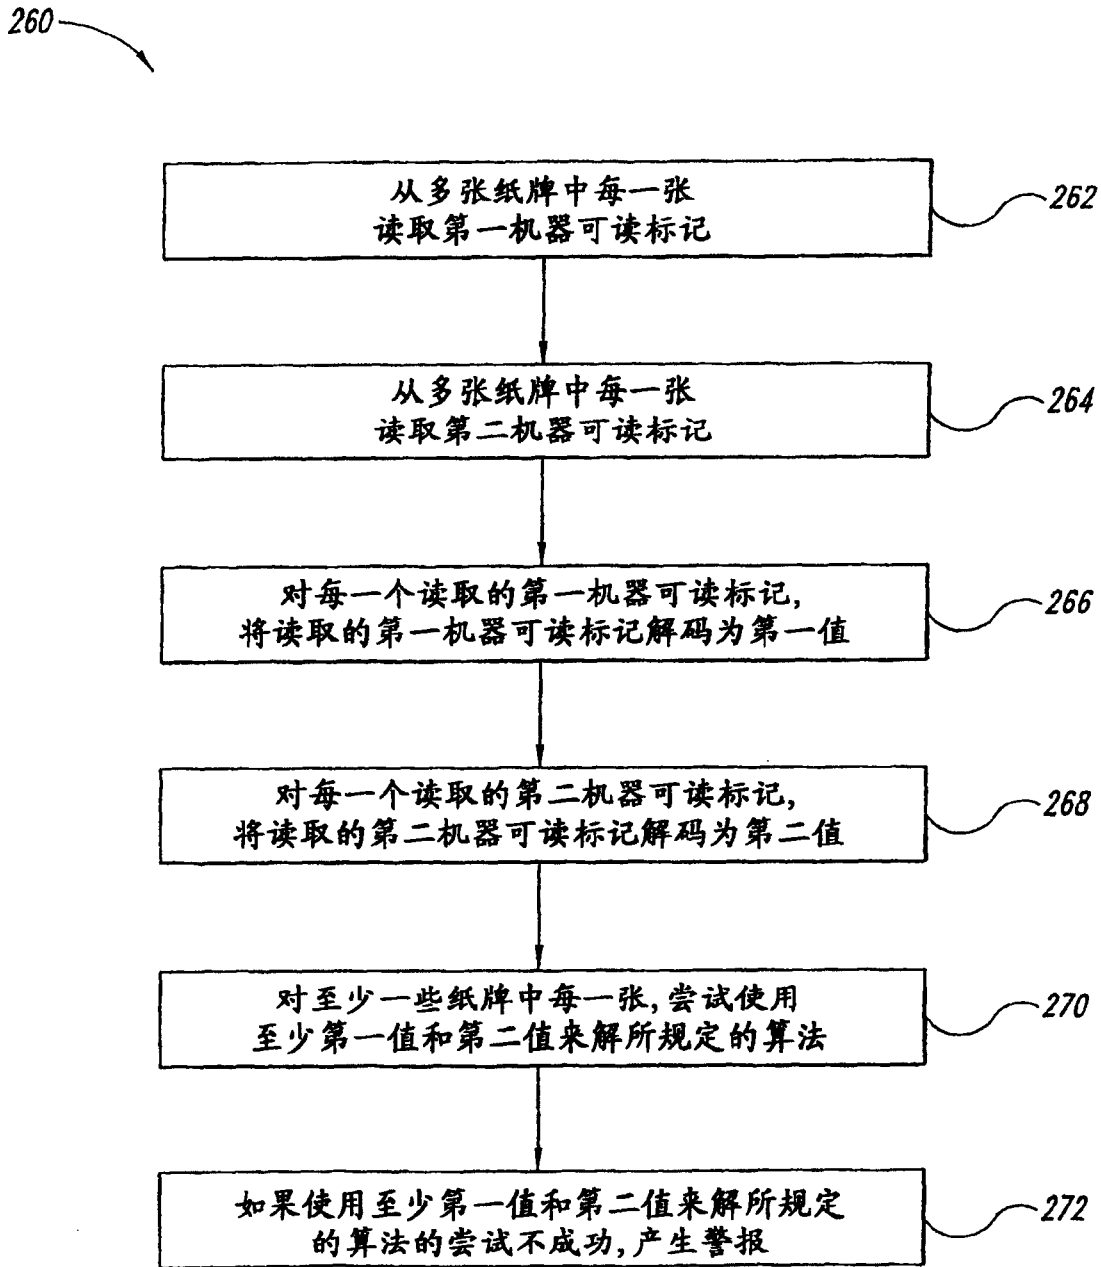 260
从多张纸牌中每一张
读取第一机器可读标记
262
从多张纸牌中每一张
读取第二机器可读标记
264
对每一个读取的第一机器可读标记,
将读取的第一机器可读标记解码为第一值
266
对每一个读取的第二机器可读标记,
将读取的第二机器可读标记解码为第二值
268
对至少一些纸牌中每一张,尝试使用
至少第一值和第二值来解所规定的算法
270
如果使用至少第一值和第二值来解所规定
的算法的尝试不成功,产生警报
272